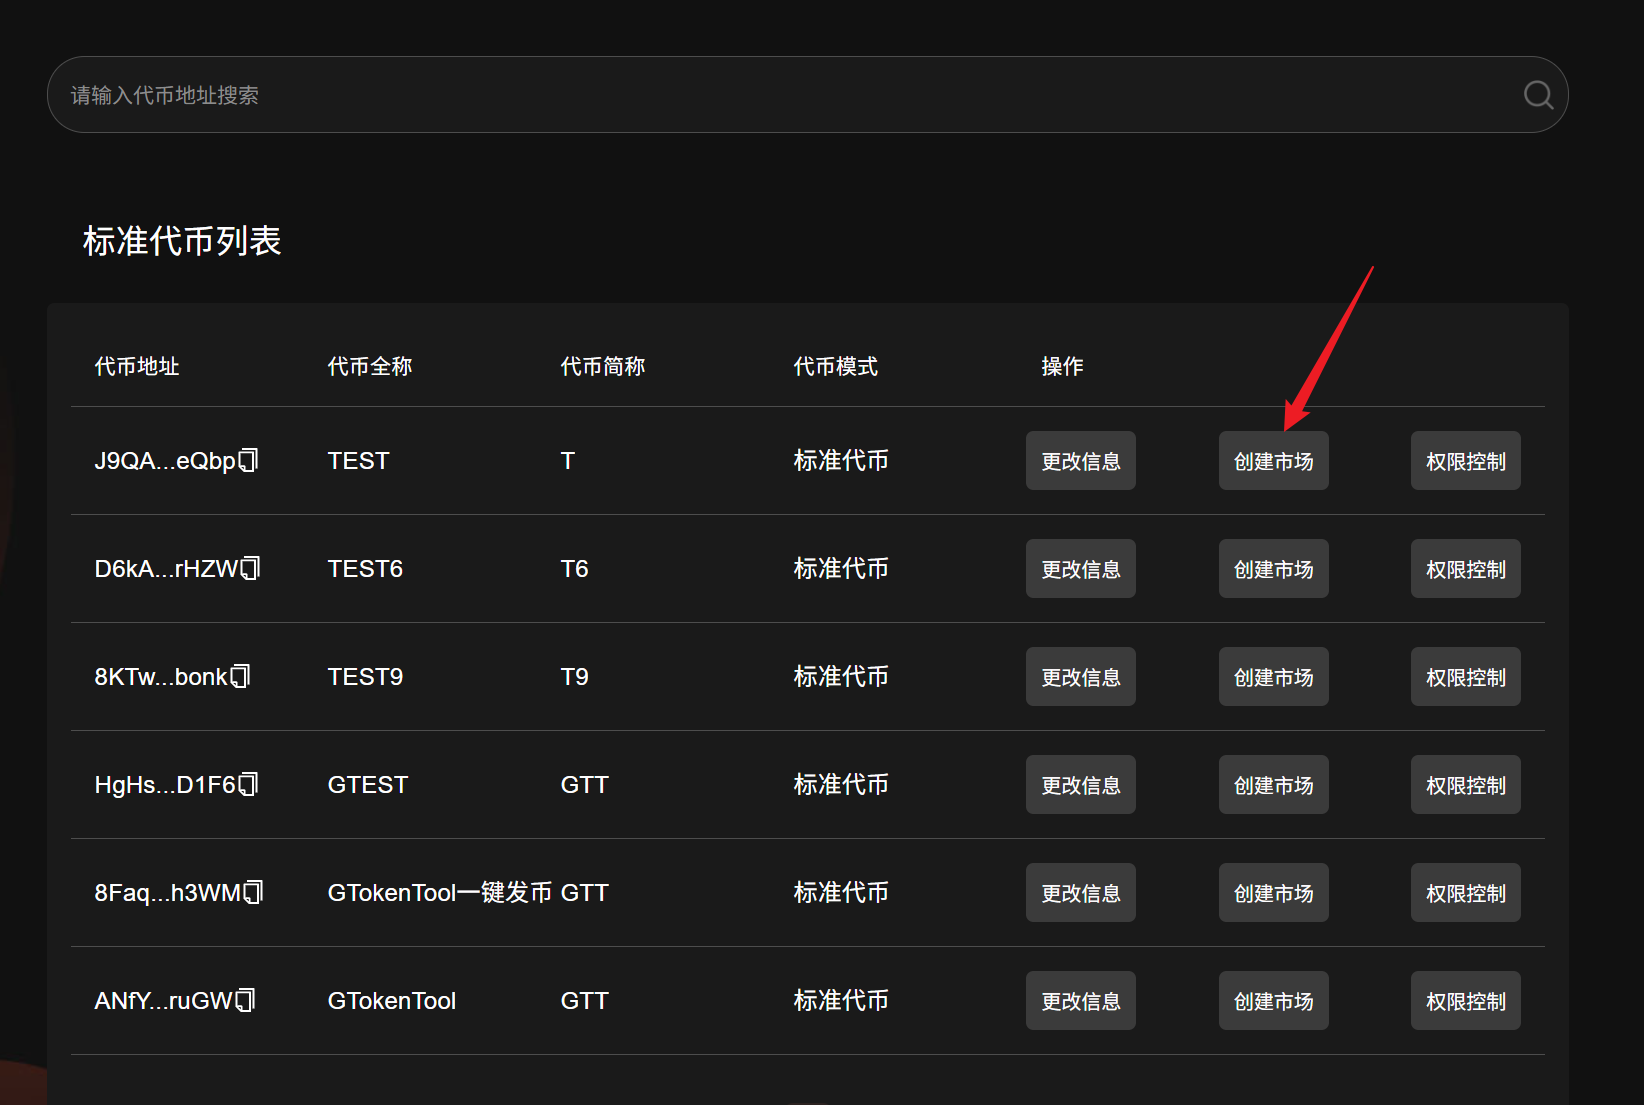 请输入代币地址搜索
标准代币列表
代币地址 代币全称 代币简称 代币模式 操作
J9QA...eQbp TEST T 标准代币 更改信息 创建市场 权限控制
D6kA...rHZW TEST6 T6 标准代币 更改信息 创建市场 权限控制
8KTw...bonk TEST9 T9 标准代币 更改信息 创建市场 权限控制
HgHs...D1F6 GTEST GTT 标准代币 更改信息 创建市场 权限控制
8Faq...h3WM GTokenTool一键发币 GTT 标准代币 更改信息 创建市场 权限控制
ANfY...ruGW GTokenTool GTT 标准代币 更改信息 创建市场 权限控制